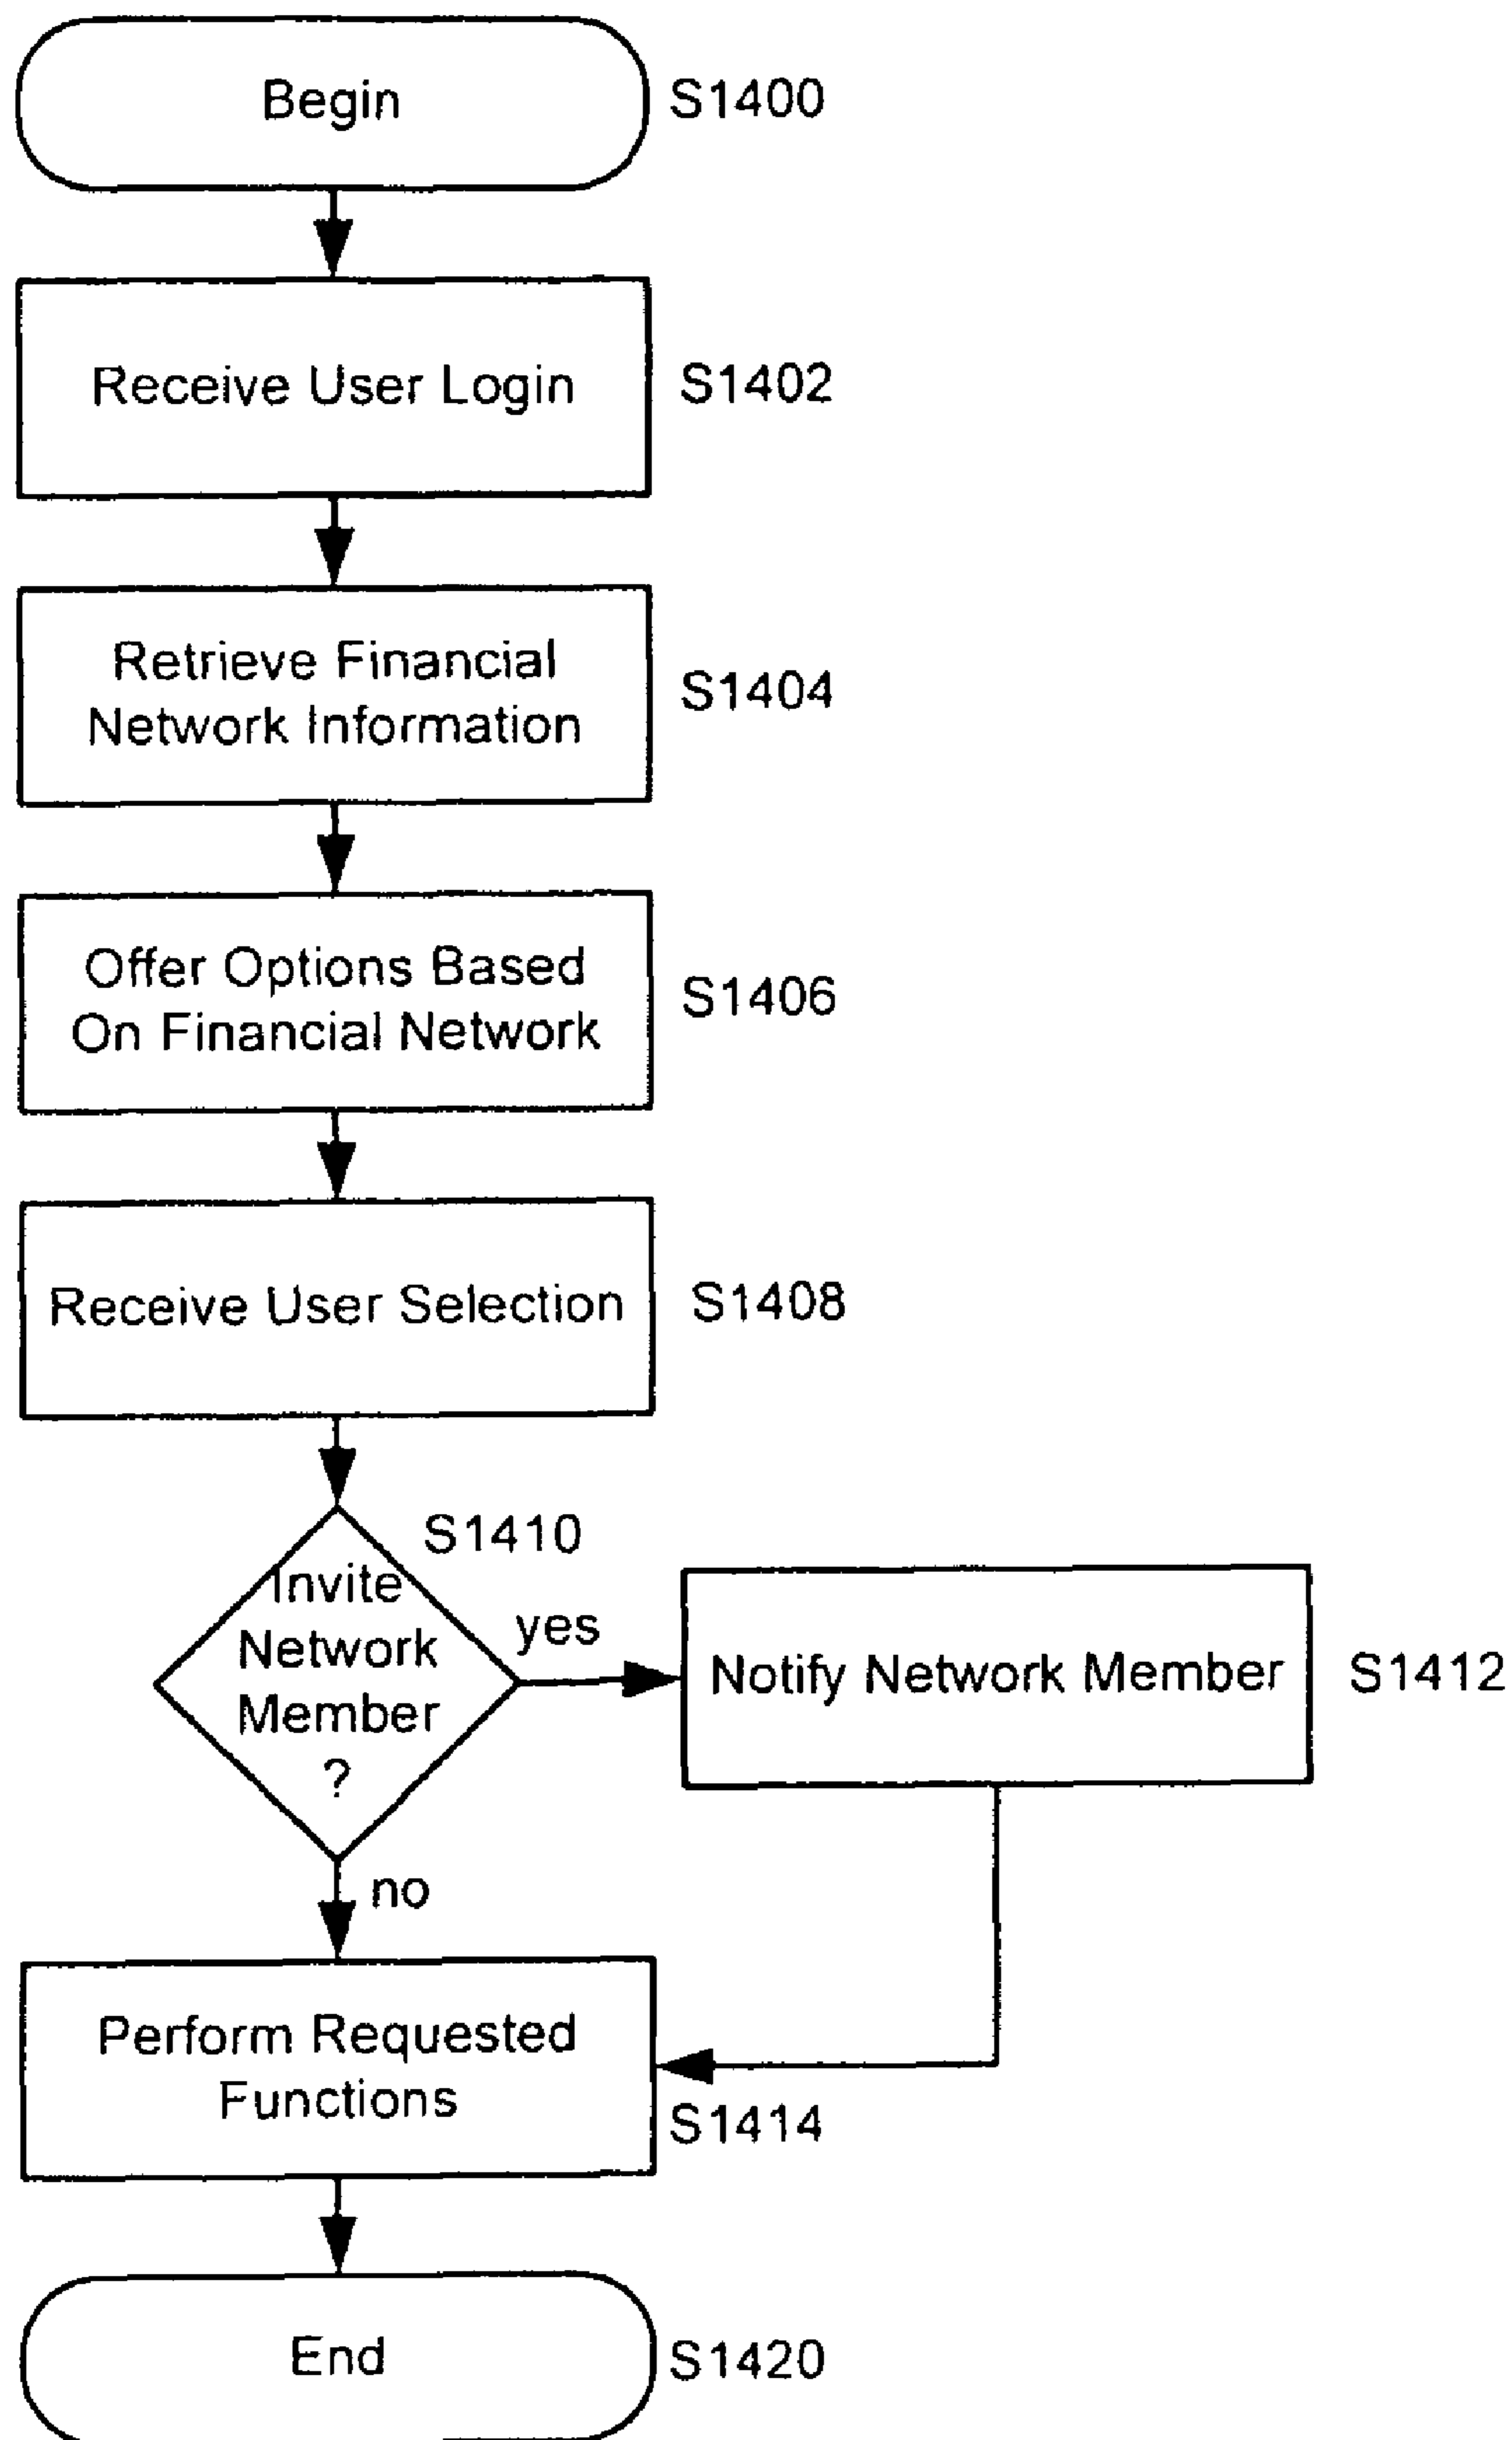 Begin
S1400
Receive User Login
S1402
Retrieve Financial
Network Information
S1404
Offer Options Based
On Financial Network
S1406
Receive User Selection
S1408
S1410
Invite
Network
Member
?
yes
Notify Network Member
S1412
no
Perform Requested
Functions
S1414
End
S1420